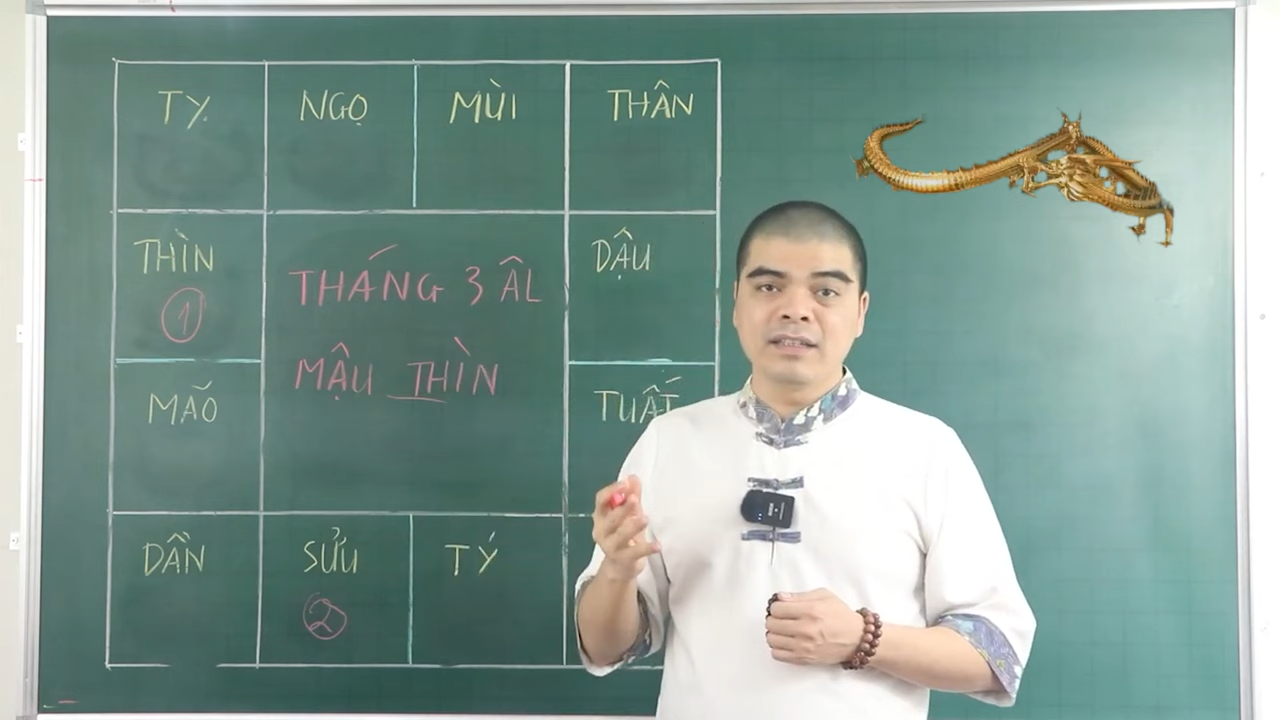 TỴ
NGỌ
MÙI
THÂN
THÌN
1
THÁNG 3 ÂL
DẬU
MẬU THÌN
MÃO
TUẤT
DẦN
SỬU
2
TÝ